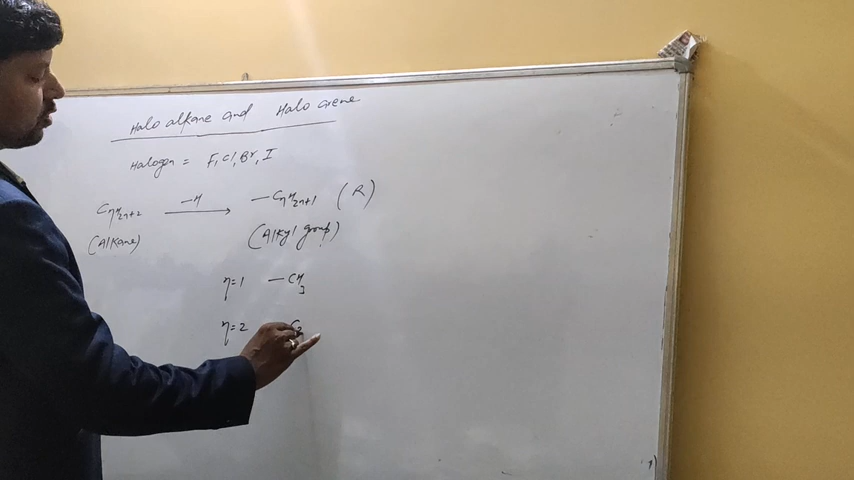 Halo alkane and Halo arene
Halogen = F, Cl, Br, I
CnH2n+2 —H → —CnH2n+1 (R)
(Alkane) (Alkyl group)
n=1 —CH3
n=2 C2